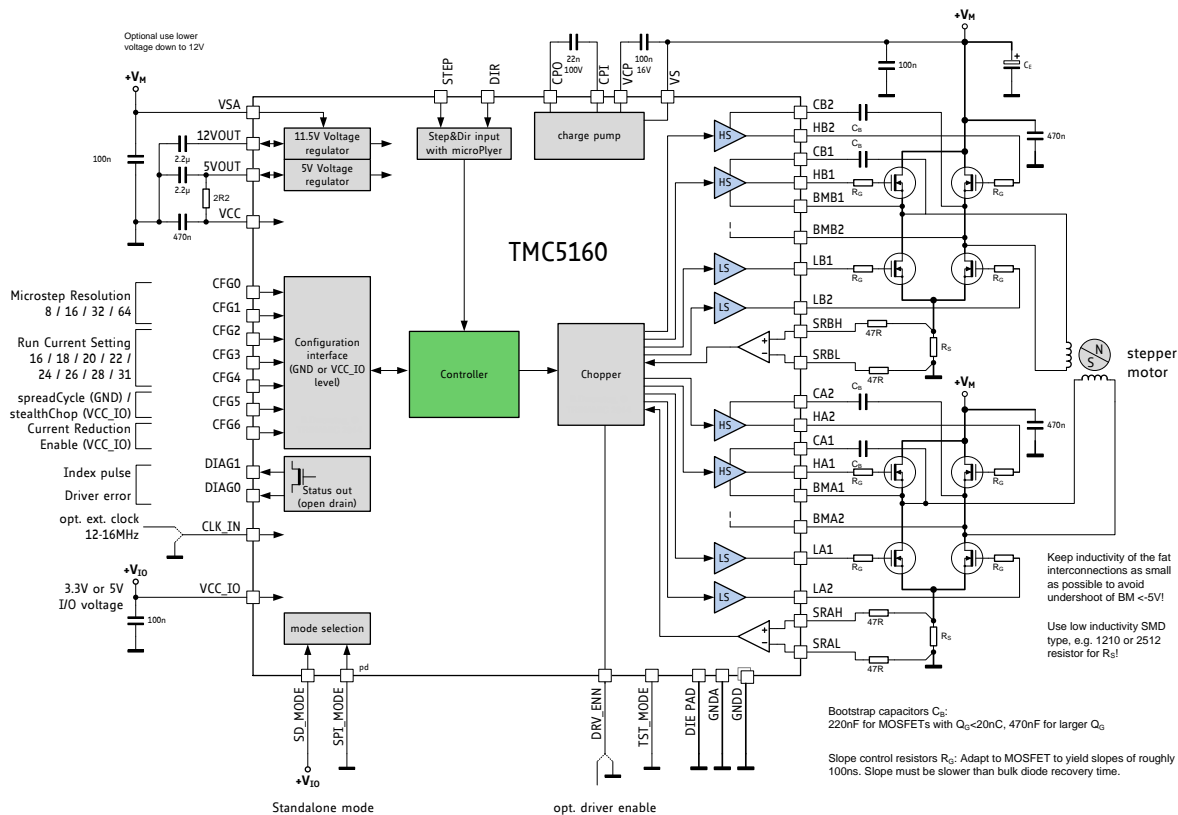 Optional use lower
voltage down to 12V
+VM
VSA
12VOUT
2.2µ
5VOUT
2.2µ
2R2
VCC
470n
100n
11.5V Voltage
regulator
5V Voltage
regulator
STEP
DIR
Step&Dir input
with microPlyer
CPO
22n
100V
CPI
VCP
100n
16V
VS
charge pump
+VM
100n
CE
470n
TMC5160
HS
HS
LS
LS
CB2
CB
HB2
CB1
CB
HB1
RG
RG
BMB1
BMB2
LB1
RG
RG
LB2
SRBH
47R
RS
SRBL
47R
+
−
Microstep Resolution
8 / 16 / 32 / 64
Run Current Setting
16 / 18 / 20 / 22 /
24 / 26 / 28 / 31
spreadCycle (GND) /
stealthChop (VCC_IO)
Current Reduction
Enable (VCC_IO)
CFG0
CFG1
CFG2
CFG3
CFG4
CFG5
CFG6
Configuration
interface
(GND or VCC_IO
level)
Controller
Chopper
N
S
stepper
motor
+VM
470n
HS
HS
LS
LS
CA2
CB
HA2
CA1
CB
HA1
RG
RG
BMA1
BMA2
LA1
RG
RG
LA2
SRAH
47R
RS
SRAL
47R
+
−
Index pulse
Driver error
DIAG1
DIAG0
Status out
(open drain)
opt. ext. clock
12-16MHz
CLK_IN
+VIO
3.3V or 5V
I/O voltage
VCC_IO
100n
mode selection
pd
SD_MODE
SPI_MODE
DRV_ENN
TST_MODE
DIE PAD
GNDA
GNDD
+VIO
Standalone mode
opt. driver enable
Keep inductivity of the fat
interconnections as small
as possible to avoid
undershoot of BM <-5V!
Use low inductivity SMD
type, e.g. 1210 or 2512
resistor for RS!
Bootstrap capacitors CB:
220nF for MOSFETs with QG<20nC, 470nF for larger QG
Slope control resistors RG: Adapt to MOSFET to yield slopes of roughly
100ns. Slope must be slower than bulk diode recovery time.